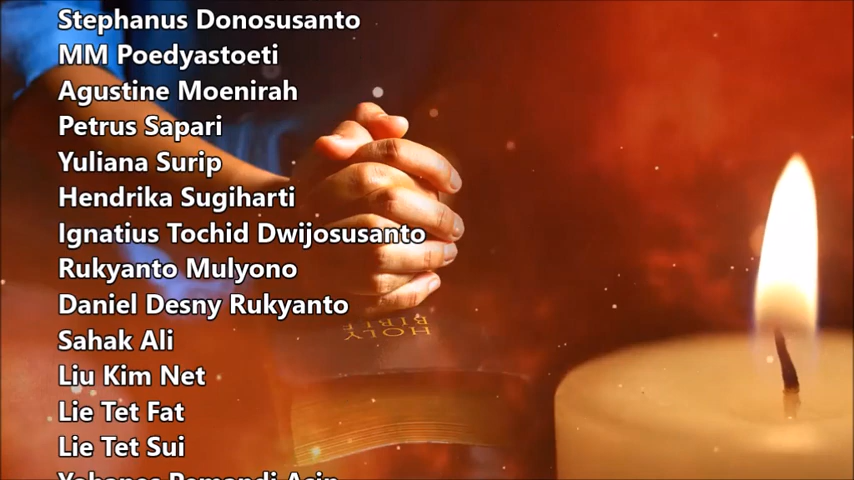 Stephanus Donosusanto
MM Poedyastoeti
Agustine Moenirah
Petrus Sapari
Yuliana Surip
Hendrika Sugiharti
Ignatius Tochid Dwijosusanto
Rukyanto Mulyono
Daniel Desny Rukyanto
HOLY
BIBLE
Sahak Ali
Liu Kim Net
Lie Tet Fat
Lie Tet Sui